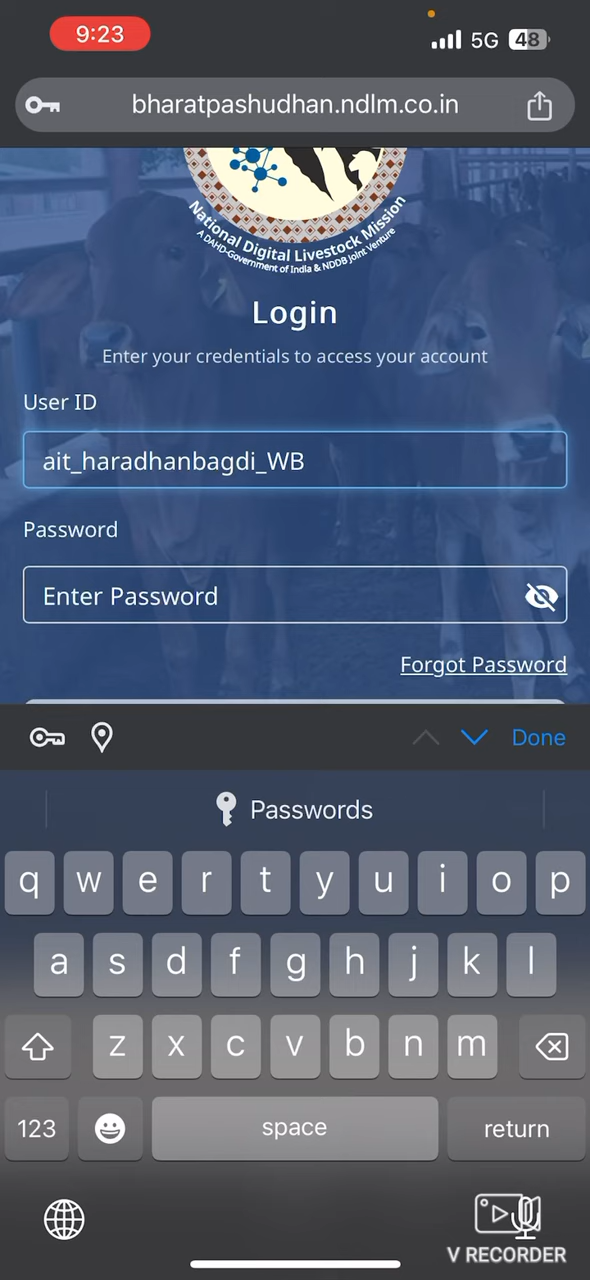 9:23
5G 48
bharatpashudhan.ndlm.co.in
National Digital Livestock Mission
A DAHD-Government of India & NDDB Joint Venture
Login
Enter your credentials to access your account
User ID
ait_haradhanbagdi_WB
Password
Enter Password
Forgot Password
Done
Passwords
q w e r t y u i o p
a s d f g h j k l
z x c v b n m
123 space return
V RECORDER